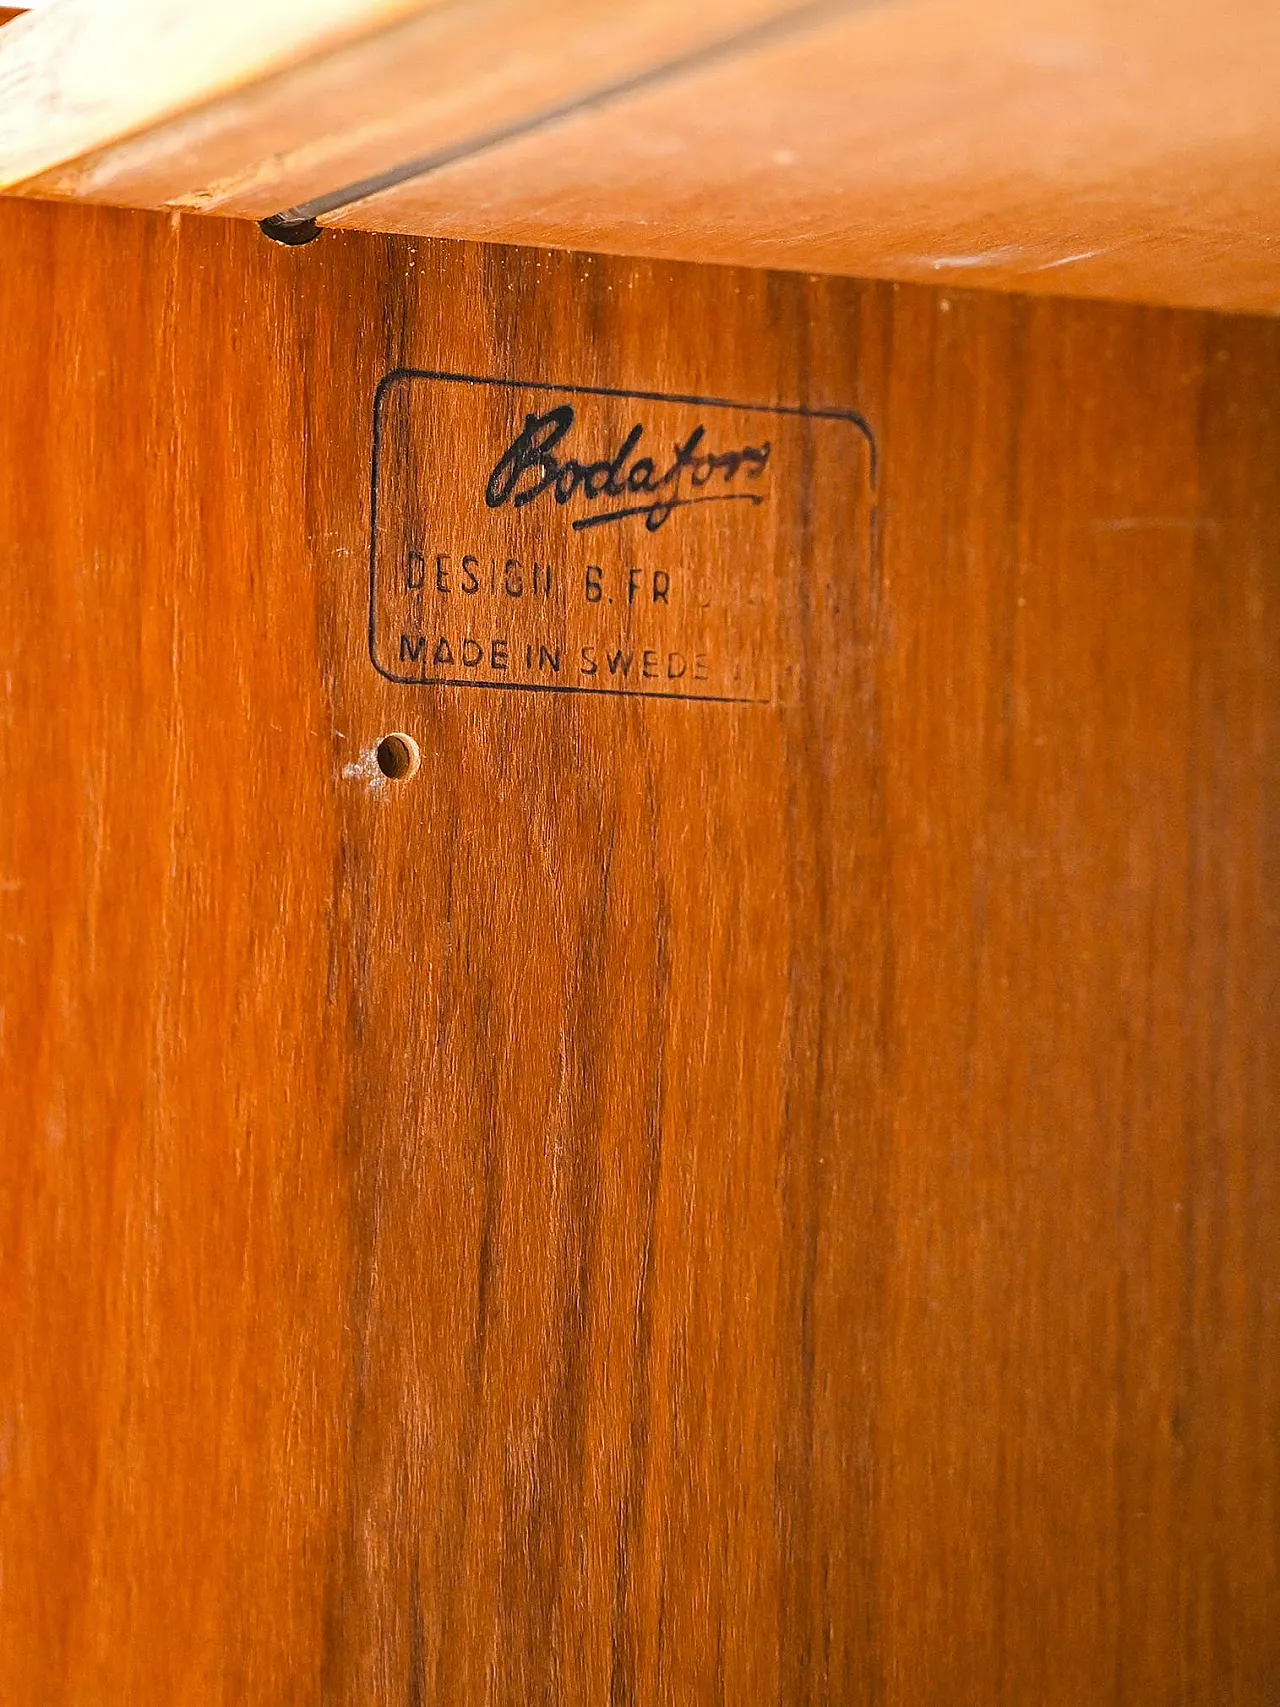 Bodafors
DESIGN B. FR
MADE IN SWEDE